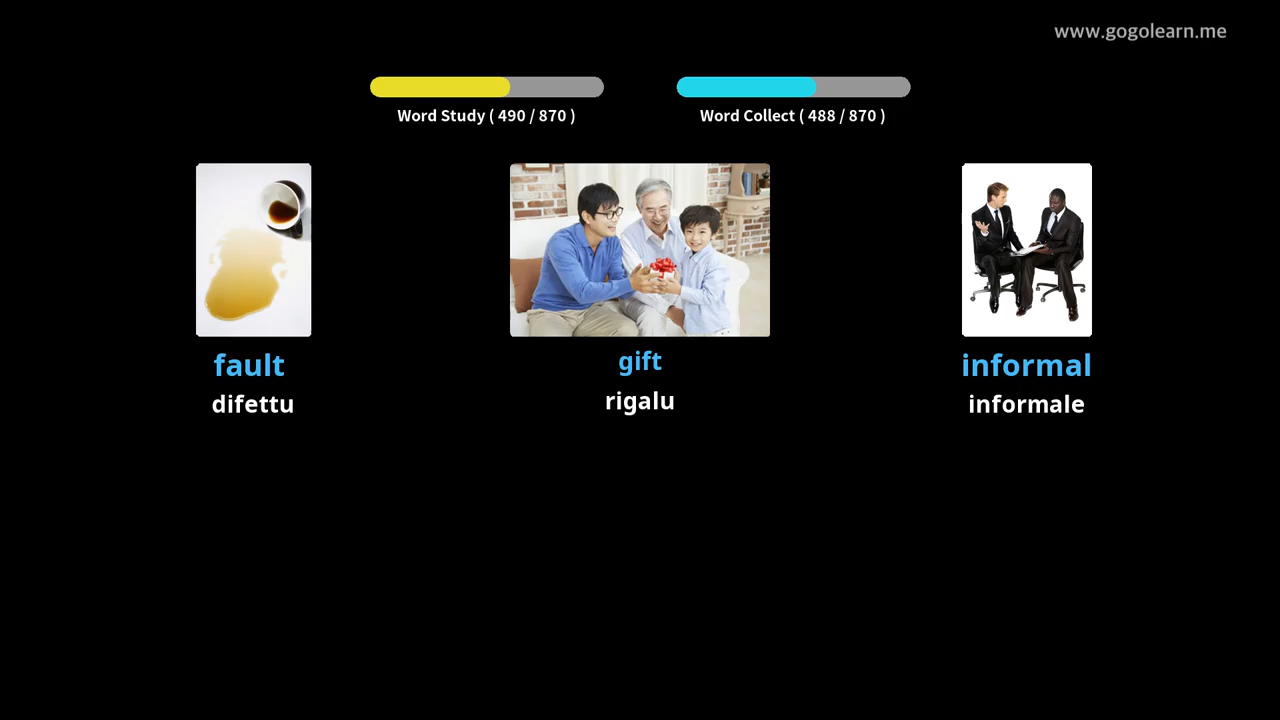 www.gogolearn.me
Word Study ( 490 / 870 )
Word Collect ( 488 / 870 )
fault
difettu
gift
rigalu
informal
informale